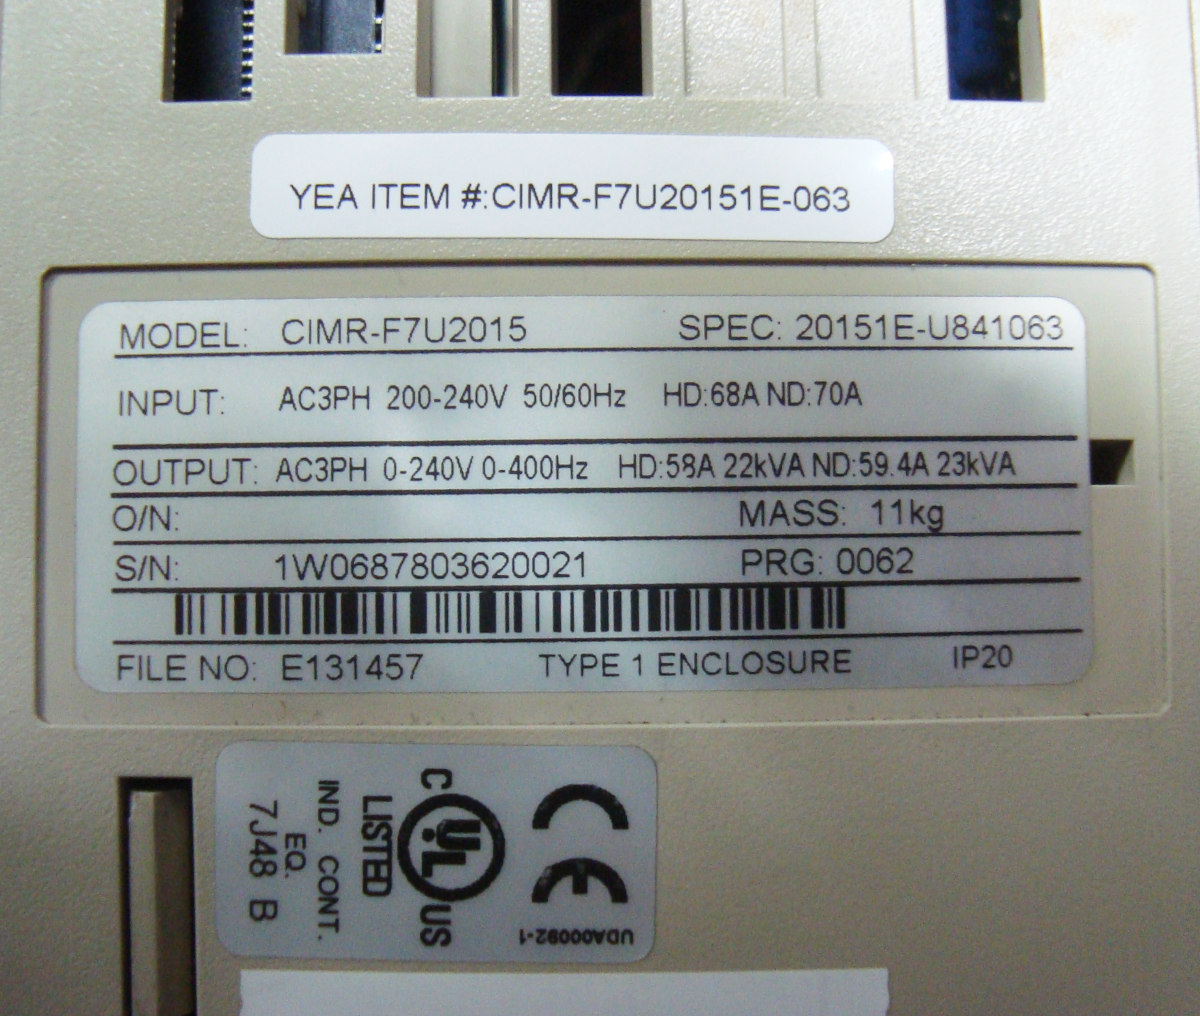 YEA ITEM #:CIMR-F7U20151E-063
MODEL: CIMR-F7U2015 SPEC: 20151E-U841063
INPUT: AC3PH 200-240V 50/60Hz HD:68A ND:70A
OUTPUT: AC3PH 0-240V 0-400Hz HD:58A 22kVA ND:59.4A 23kVA
O/N: MASS: 11kg
S/N: 1W0687803620021 PRG: 0062
FILE NO: E131457 TYPE 1 ENCLOSURE IP20
CE
UDA00092-1
C UL US
LISTED
IND. CONT.
EQ.
7J48 B